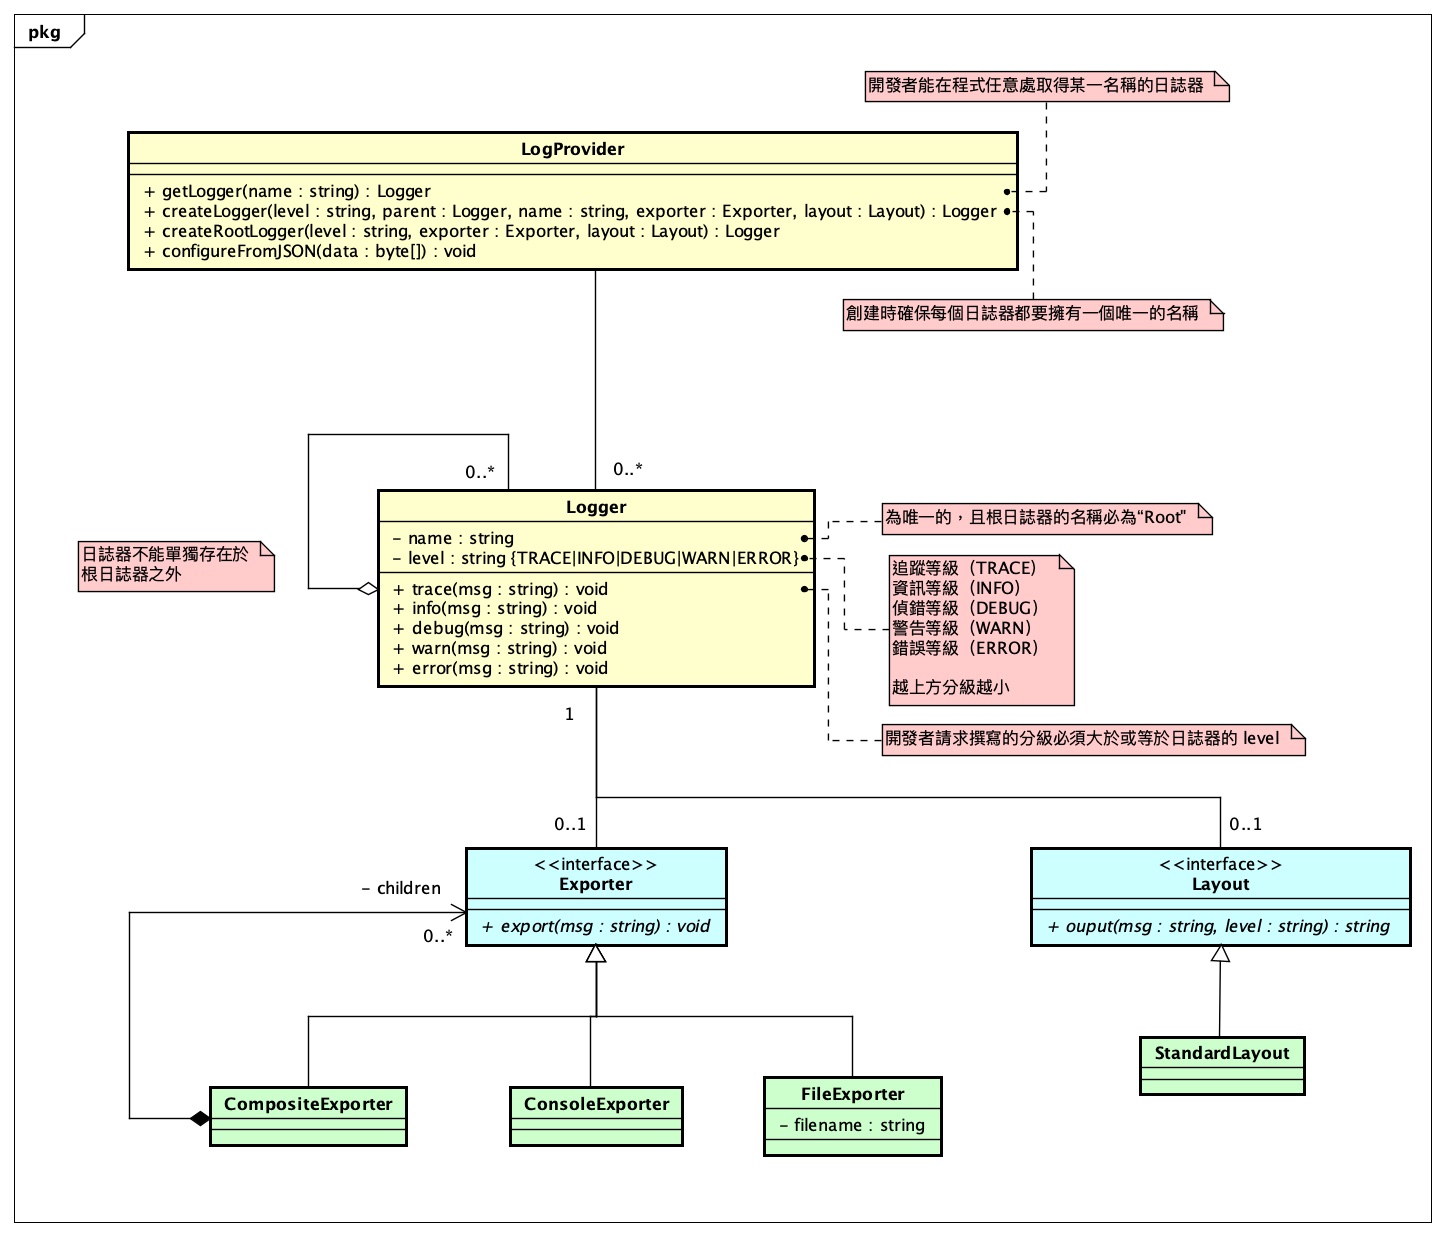 pkg
開發者能在程式任意處取得某一名稱的日誌器
LogProvider
+ getLogger(name : string) : Logger
+ createLogger(level : string, parent : Logger, name : string, exporter : Exporter, layout : Layout) : Logger
+ createRootLogger(level : string, exporter : Exporter, layout : Layout) : Logger
+ configureFromJSON(data : byte[]) : void
創建時確保每個日誌器都要擁有一個唯一的名稱
0..*
0..*
Logger
- name : string
- level : string {TRACE|INFO|DEBUG|WARN|ERROR}
+ trace(msg : string) : void
+ info(msg : string) : void
+ debug(msg : string) : void
+ warn(msg : string) : void
+ error(msg : string) : void
為唯一的，且根日誌器的名稱必為“Root"
日誌器不能單獨存在於
根日誌器之外
追蹤等級（TRACE）
資訊等級（INFO）
偵錯等級（DEBUG）
警告等級（WARN）
錯誤等級（ERROR）
越上方分級越小
開發者請求撰寫的分級必須大於或等於日誌器的 level
1
0..1
0..1
<<interface>>
Exporter
+ export(msg : string) : void
<<interface>>
Layout
+ ouput(msg : string, level : string) : string
- children
0..*
CompositeExporter
ConsoleExporter
FileExporter
- filename : string
StandardLayout